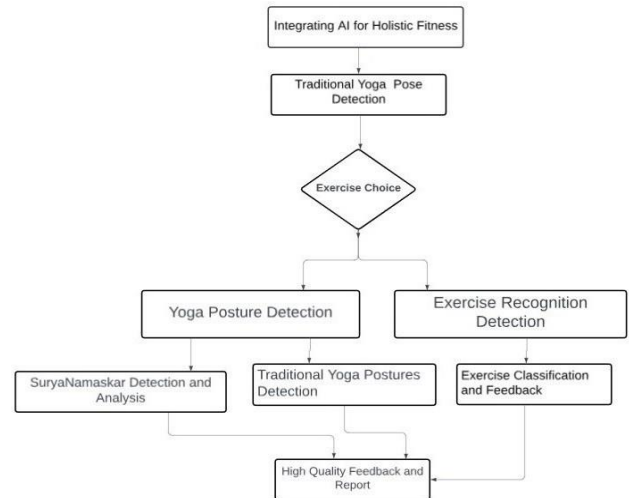 Integrating AI for Holistic Fitness
Traditional Yoga Pose
Detection
Exercise Choice
Yoga Posture Detection
Exercise Recognition
Detection
SuryaNamaskar Detection and
Analysis
Traditional Yoga Postures
Detection
Exercise Classification
and Feedback
High Quality Feedback and
Report